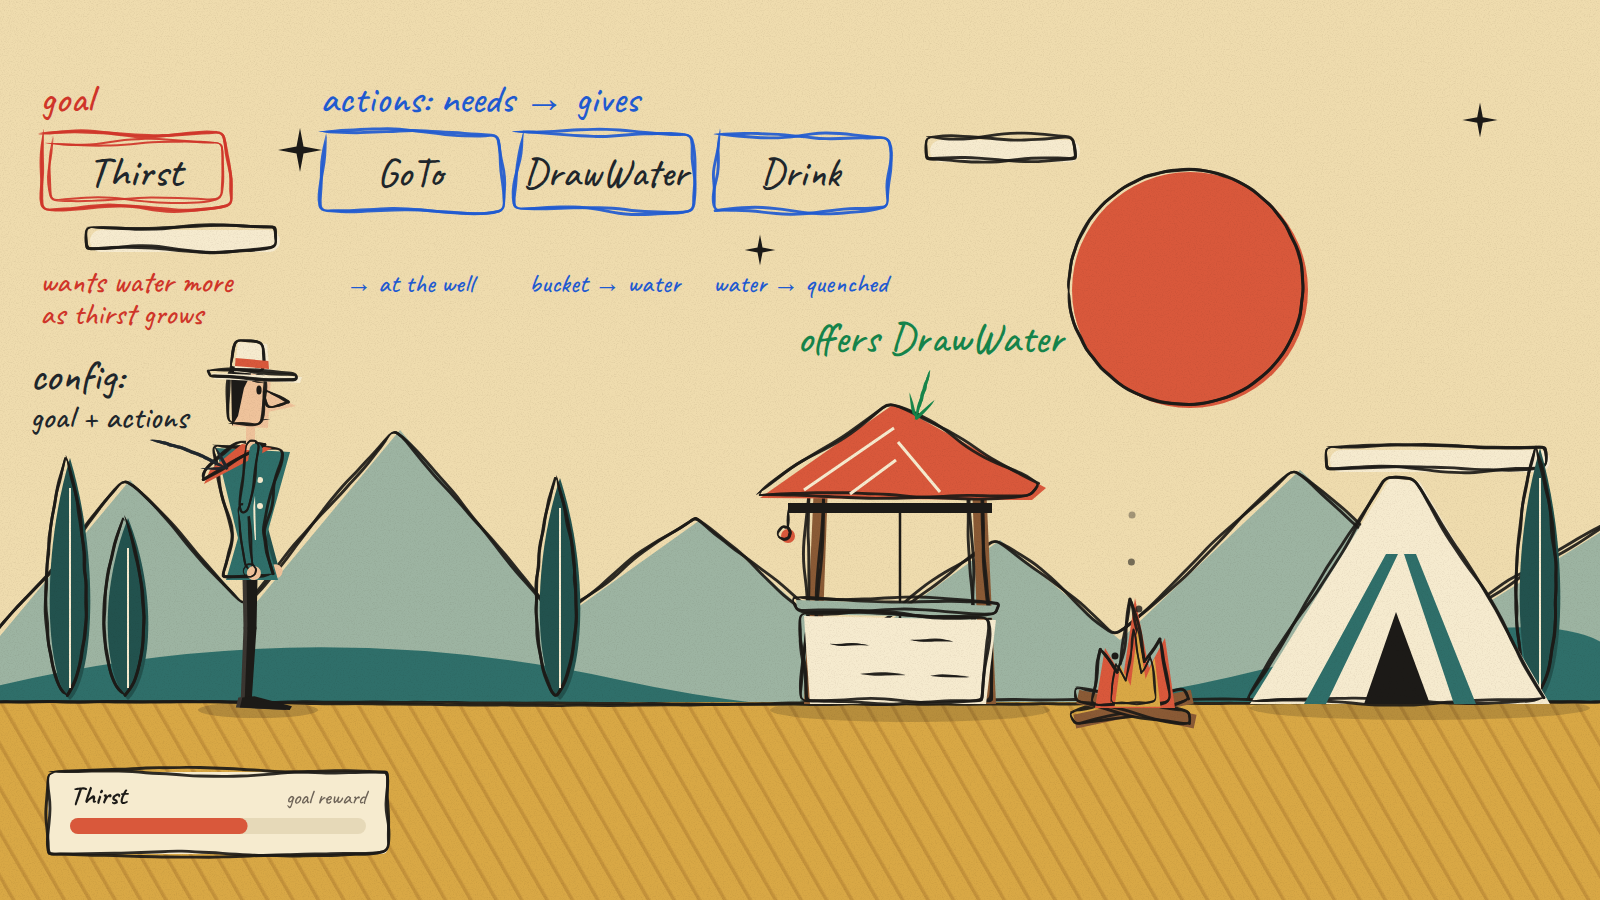 goal
actions: needs → gives
Thirst
GoTo
DrawWater
Drink
wants water more
as thirst grows
→ at the well
bucket → water
water → quenched
offers DrawWater
config:
goal + actions
Thirst
goal reward